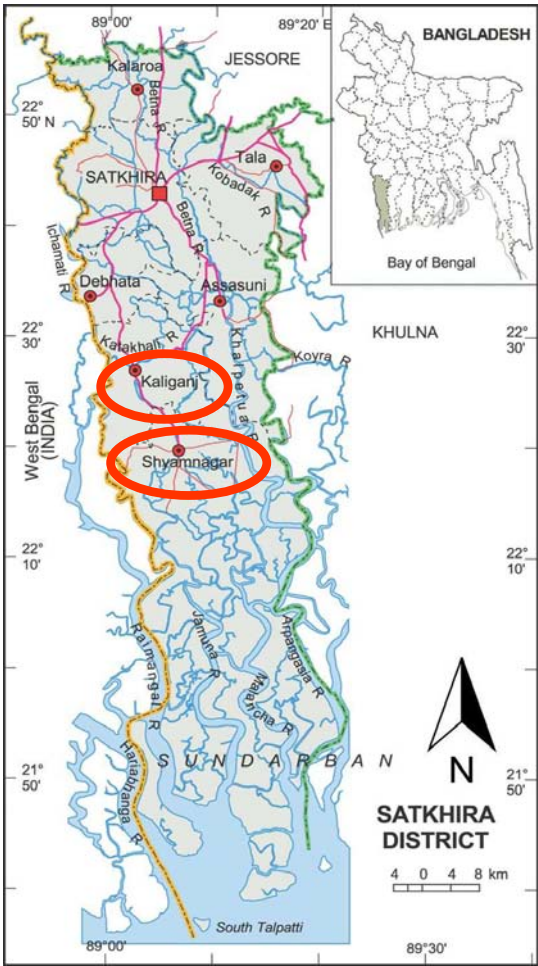 89°00'
89°20' E
BANGLADESH
JESSORE
Kalaroa
Betna R
22°
50' N
Tala
SATKHIRA
Kobadak R
Betna R
Ichamati R
Bay of Bengal
Debhata
Assasuni
22°
30'
KHULNA
22°
30'
Kharpetua R
Koyra R
Kaliganj
West Bengal
(INDIA)
Shyamnagar
22°
10'
22°
10'
Raimangal R
Jamuna R
Malancha R
Arpangasia R
Hariabhanga R
SUNDARBAN
N
21°
50'
21°
50'
SATKHIRA
DISTRICT
4 0 4 8 km
South Talpatti
89°00'
89°30'